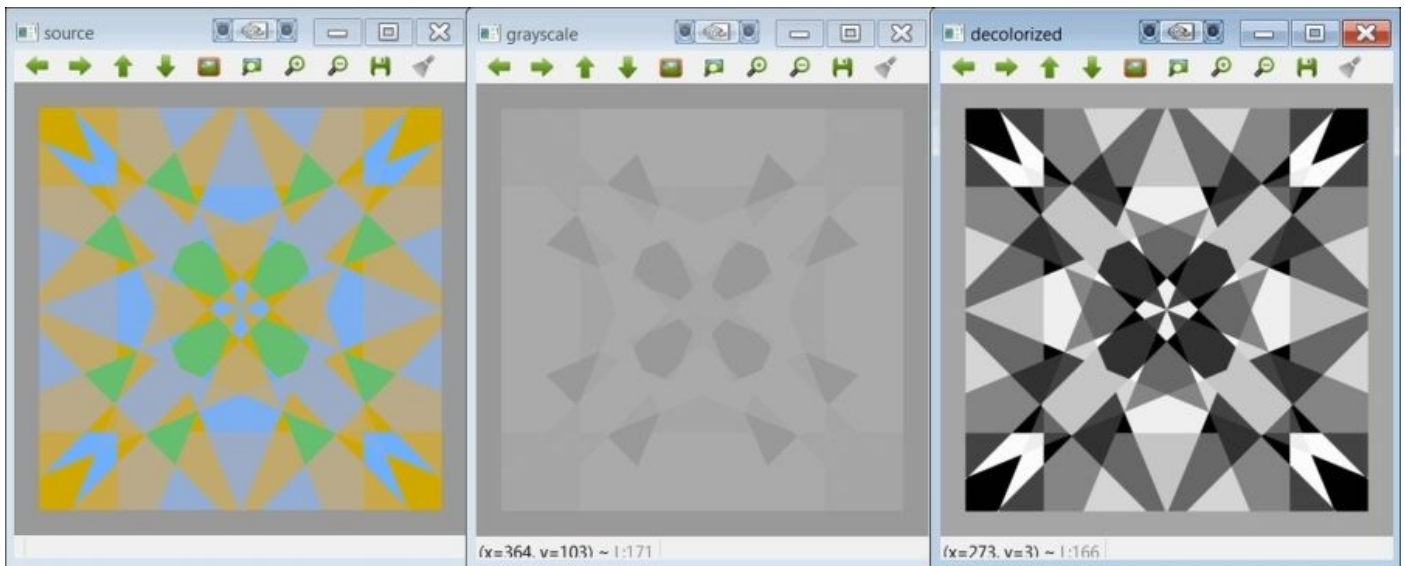 source
grayscale
decolorized
(x=364, y=103) ~ L:171
(x=273, y=3) ~ L:166